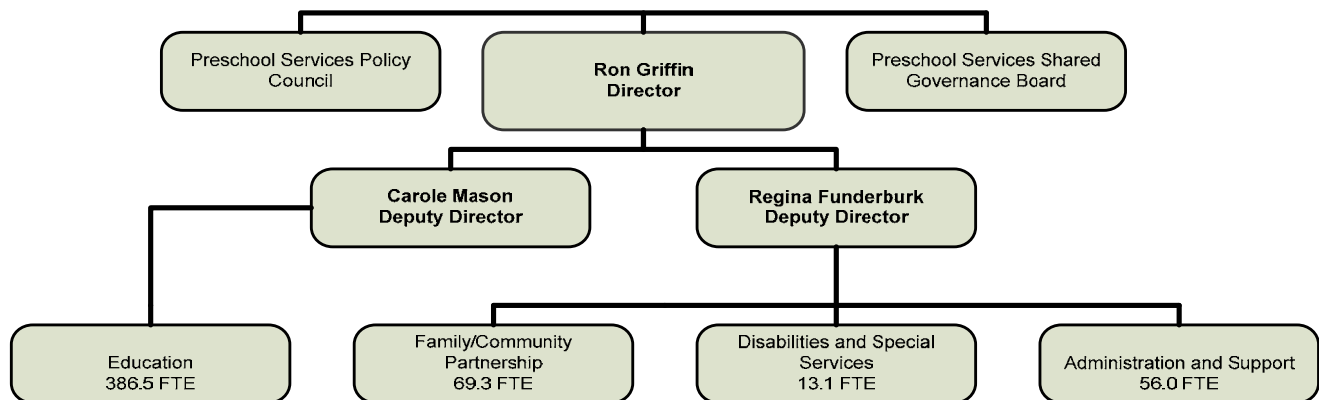 Preschool Services Policy
Council
Ron Griffin
Director
Preschool Services Shared
Governance Board
Carole Mason
Deputy Director
Regina Funderburk
Deputy Director
Education
386.5 FTE
Family/Community
Partnership
69.3 FTE
Disabilities and Special
Services
13.1 FTE
Administration and Support
56.0 FTE